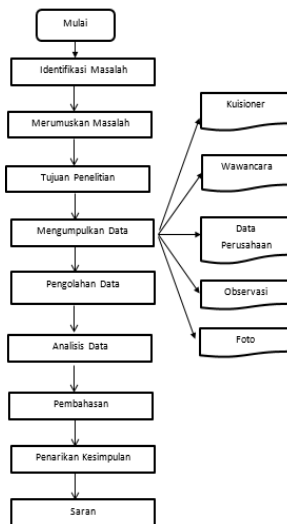 Mulai
Identifikasi Masalah
Merumuskan Masalah
Tujuan Penelitian
Mengumpulkan Data
Pengolahan Data
Analisis Data
Pembahasan
Penarikan Kesimpulan
Saran
Kuisioner
Wawancara
Data
Perusahaan
Observasi
Foto